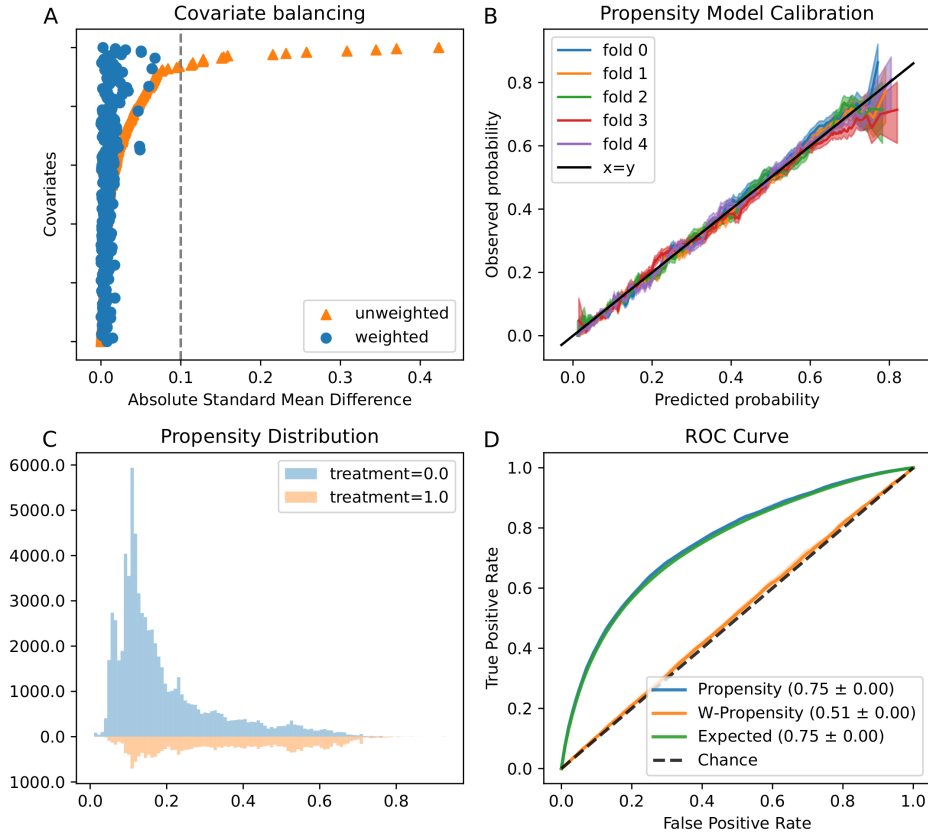 A
Covariate balancing
Covariates
unweighted
weighted
0.0 0.1 0.2 0.3 0.4
Absolute Standard Mean Difference
B
Propensity Model Calibration
Observed probability
0.8
0.6
0.4
0.2
0.0
fold 0
fold 1
fold 2
fold 3
fold 4
x=y
0.0 0.2 0.4 0.6 0.8
Predicted probability
C
Propensity Distribution
6000.0
5000.0
4000.0
3000.0
2000.0
1000.0
0.0
1000.0
treatment=0.0
treatment=1.0
0.0 0.2 0.4 0.6 0.8
D
ROC Curve
True Positive Rate
1.0
0.8
0.6
0.4
0.2
0.0
Propensity (0.75 ± 0.00)
W-Propensity (0.51 ± 0.00)
Expected (0.75 ± 0.00)
Chance
0.0 0.2 0.4 0.6 0.8 1.0
False Positive Rate